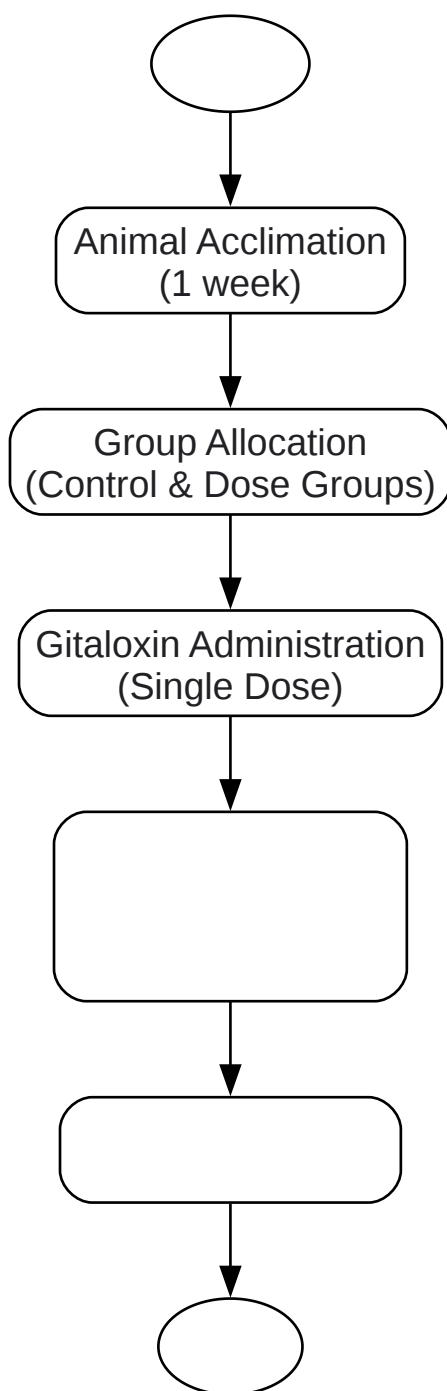 Animal Acclimation
(1 week)
Group Allocation
(Control & Dose Groups)
Gitaloxin Administration
(Single Dose)